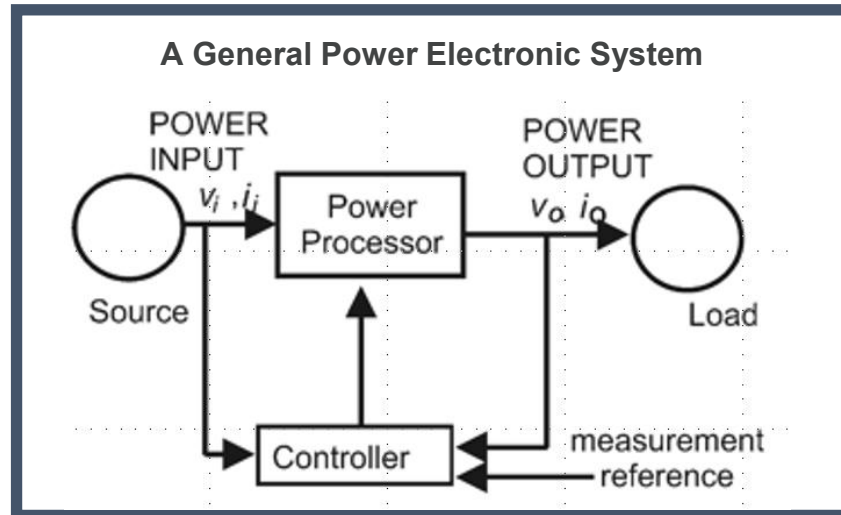 A General Power Electronic System
POWER
INPUT
vi ,ii
POWER
OUTPUT
vo io
Power
Processor
Source
Load
Controller
measurement
reference